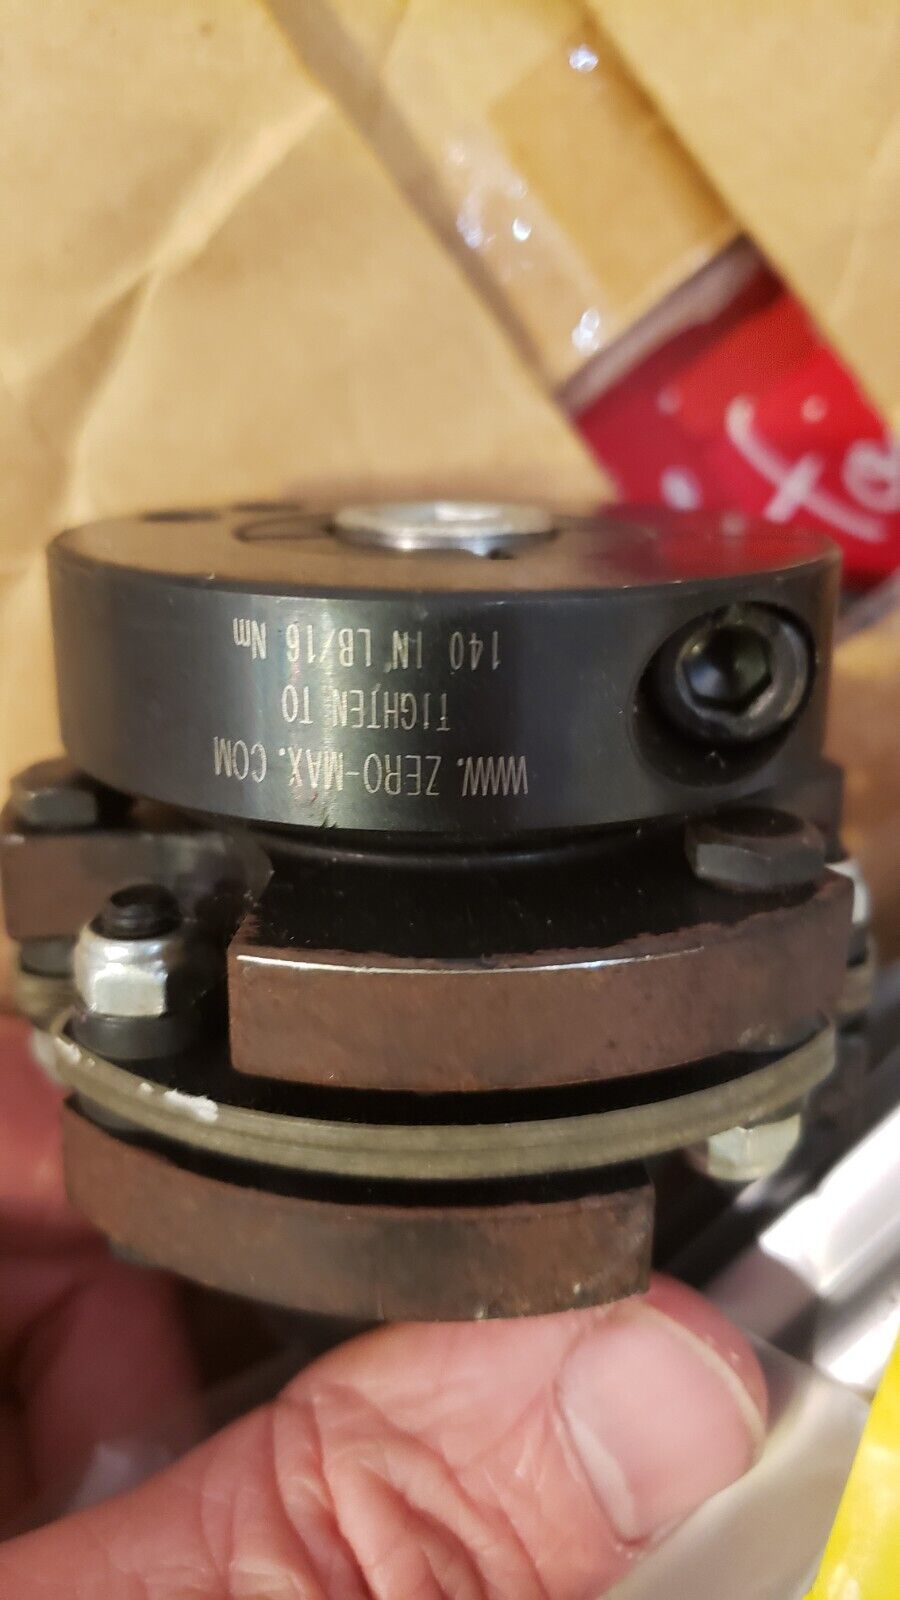 WWW. ZERO-MAX. COM
TIGHTEN TO
140 IN LB/16 Nm